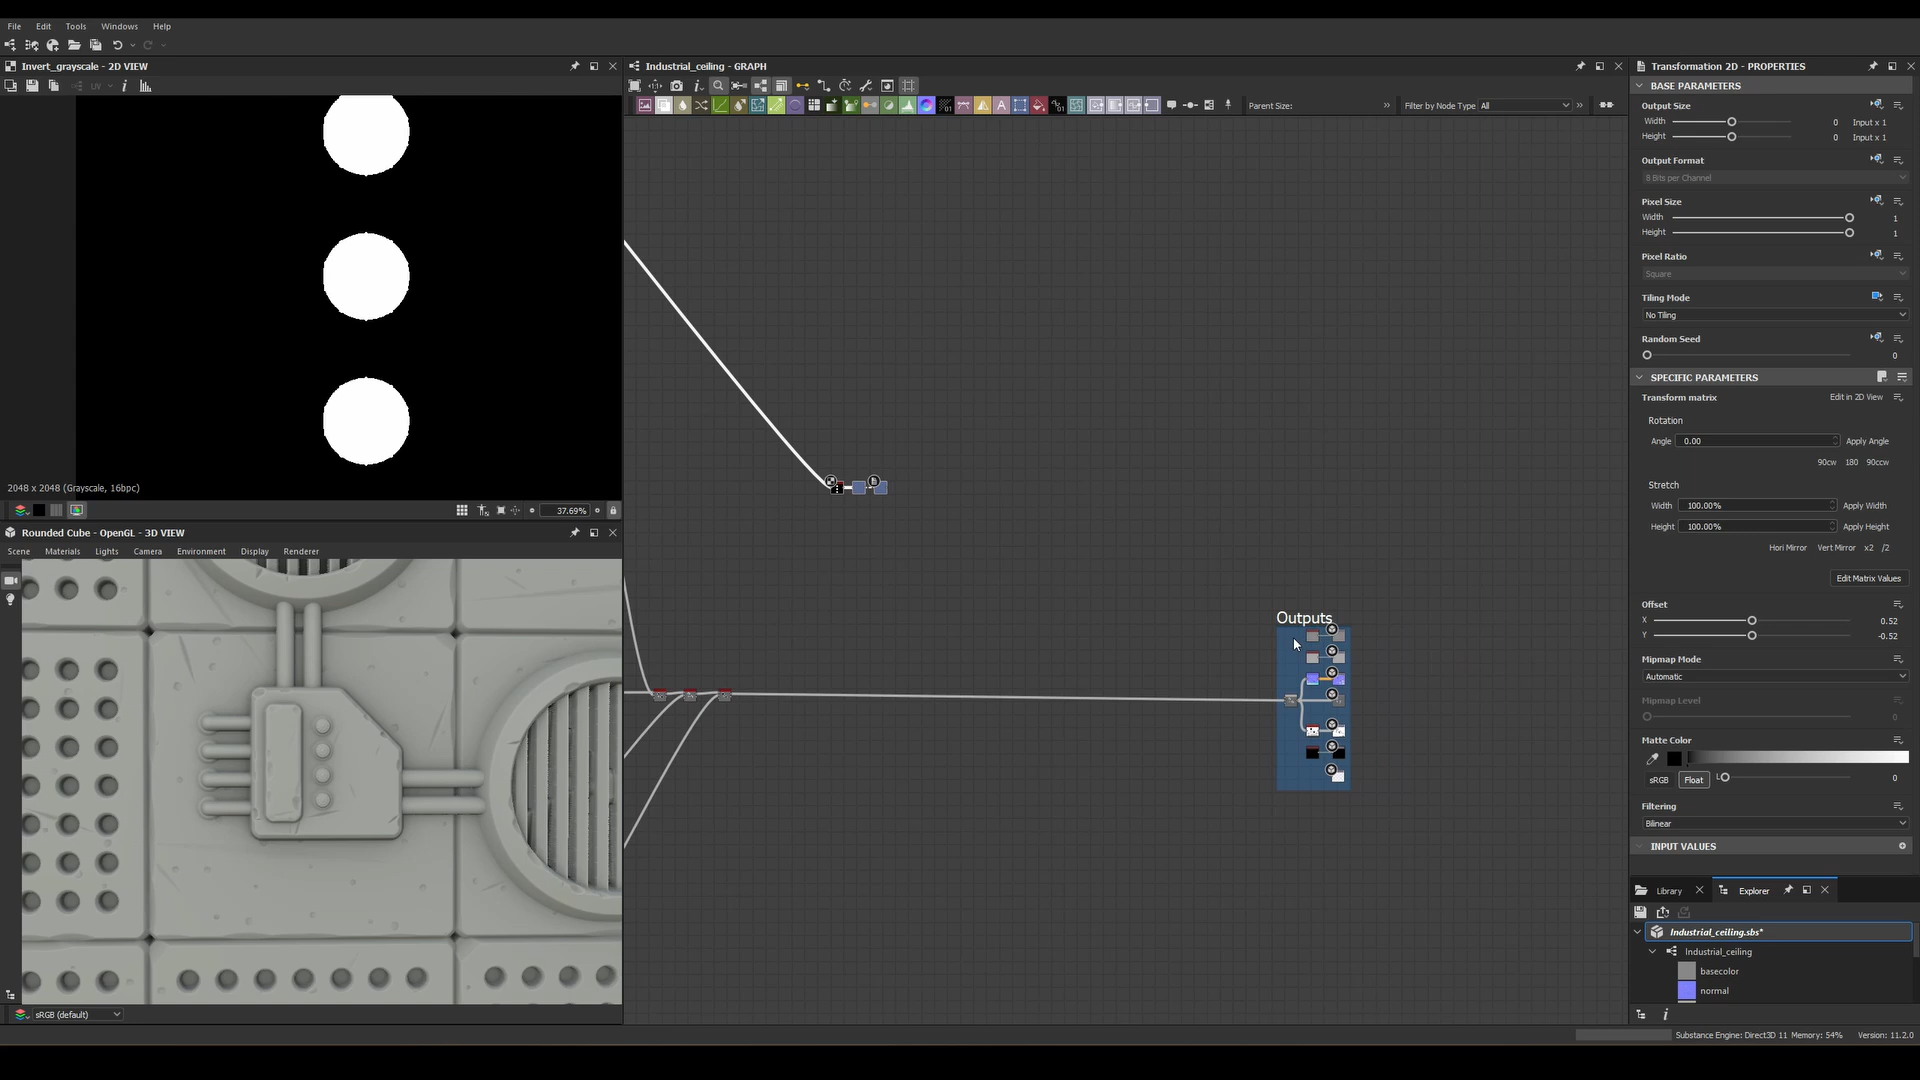 File Edit Tools Windows Help
Invert_grayscale - 2D VIEW
UV
2048 x 2048 (Grayscale, 16bpc)
37.69%
Rounded Cube - OpenGL - 3D VIEW
Scene Materials Lights Camera Environment Display Renderer
sRGB (default)
Industrial_ceiling - GRAPH
Parent Size:
Filter by Node Type All
Outputs
Transformation 2D - PROPERTIES
BASE PARAMETERS
Output Size
Width 0 Input x 1
Height 0 Input x 1
Output Format
8 Bits per Channel
Pixel Size
Width 1
Height 1
Pixel Ratio
Square
Tiling Mode
No Tiling
Random Seed
0
SPECIFIC PARAMETERS
Transform matrix Edit in 2D View
Rotation
Angle 0.00 Apply Angle
90cw 180 90ccw
Stretch
Width 100.00% Apply Width
Height 100.00% Apply Height
Hori Mirror Vert Mirror x2 /2
Edit Matrix Values
Offset
X 0.52
Y -0.52
Mipmap Mode
Automatic
Mipmap Level
0
Matte Color
sRGB Float L 0
Filtering
Bilinear
INPUT VALUES
Library Explorer
Industrial_ceiling.sbs*
Industrial_ceiling
basecolor
normal
Substance Engine: Direct3D 11 Memory: 54% Version: 11.2.0